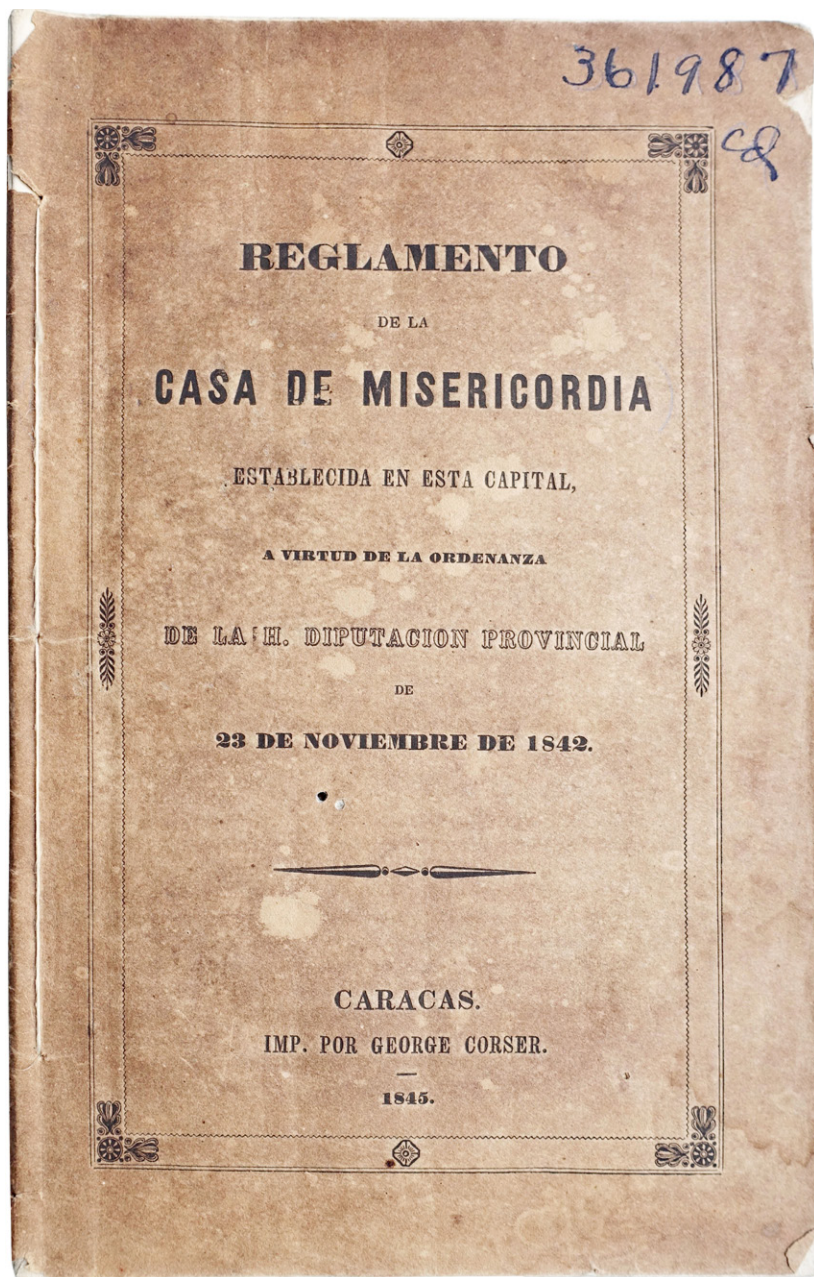 361987
REGLAMENTO
DE LA
CASA DE MISERICORDIA
ESTABLECIDA EN ESTA CAPITAL,
A VIRTUD DE LA ORDENANZA
DE LA H. DIPUTACION PROVINCIAL
DE
23 DE NOVIEMBRE DE 1842.
CARACAS.
IMP. POR GEORGE CORSER.
1845.